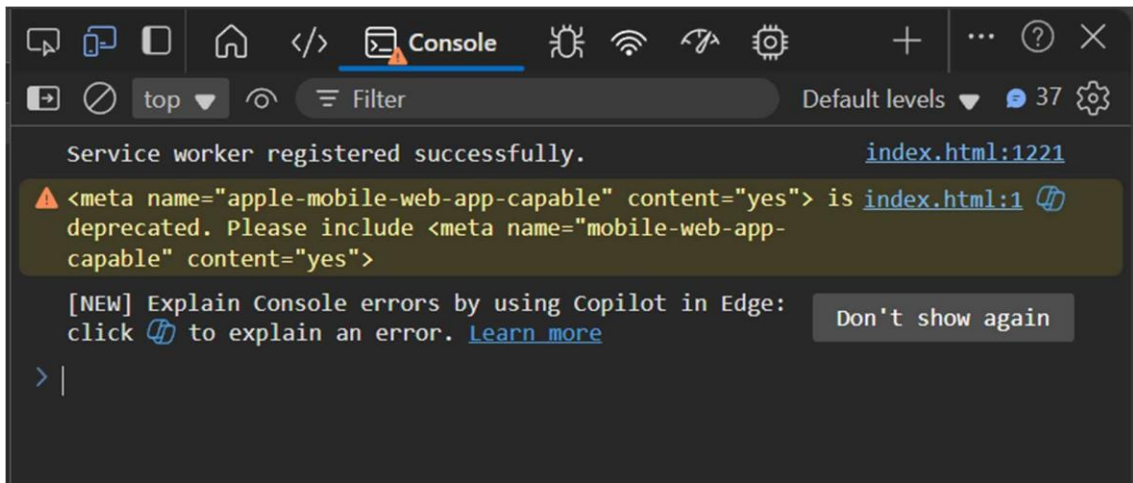 Console
top
Filter
Default levels
37
Service worker registered successfully. index.html:1221
<meta name="apple-mobile-web-app-capable" content="yes"> is index.html:1
deprecated. Please include <meta name="mobile-web-app-
capable" content="yes">
[NEW] Explain Console errors by using Copilot in Edge:
click to explain an error. Learn more
Don't show again
>